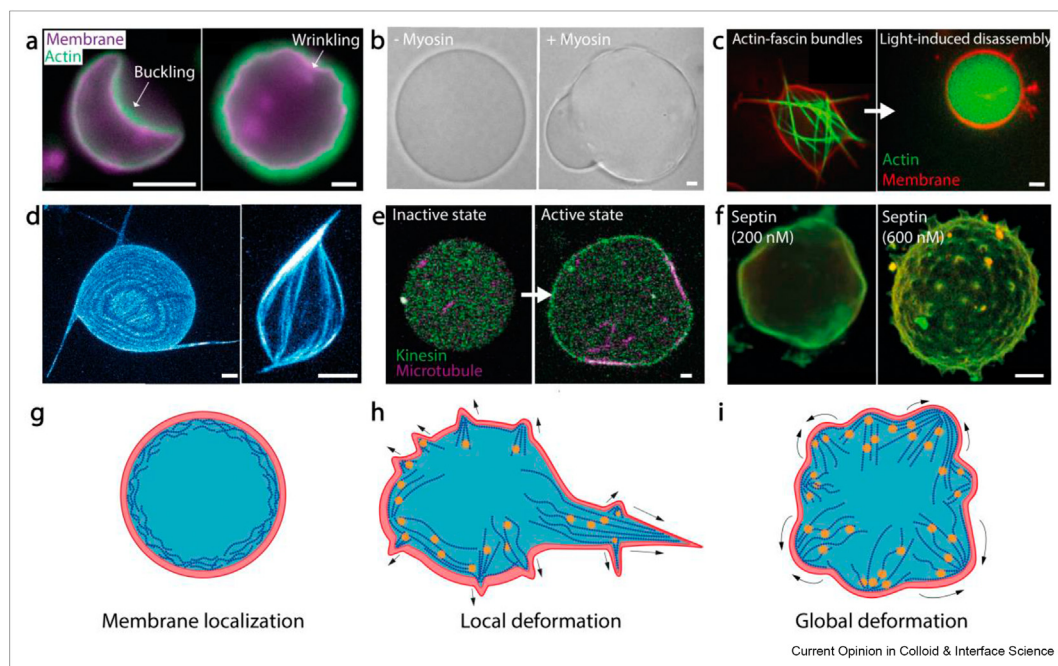 a
Membrane
Actin
Buckling
Wrinkling
b
- Myosin
+ Myosin
c
Actin-fascin bundles
Light-induced disassembly
Actin
Membrane
d
e
Inactive state
Active state
Kinesin
Microtubule
f
Septin
(200 nM)
Septin
(600 nM)
g
h
i
Membrane localization
Local deformation
Global deformation
Current Opinion in Colloid & Interface Science